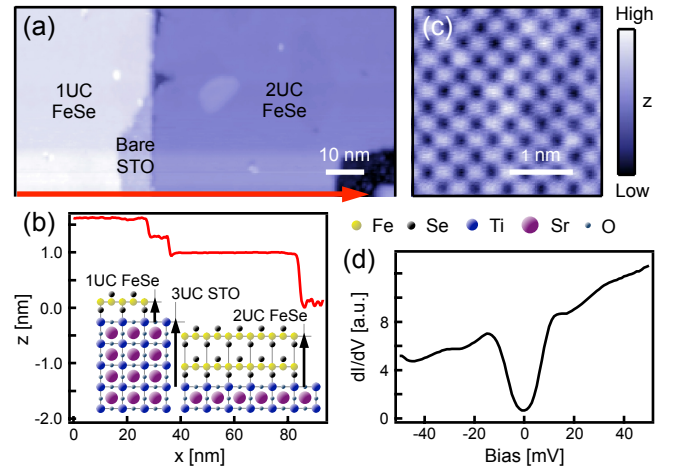 (a)
1UC
FeSe
2UC
FeSe
Bare
STO
10 nm
(c)
1 nm
High
z
Low
(b)
Fe
Se
Ti
Sr
O
z [nm]
1.0
0.0
-1.0
-2.0
1UC FeSe
3UC STO
2UC FeSe
0
20
40
60
80
x [nm]
(d)
dI/dV [a.u.]
8
4
0
-40
-20
0
20
40
Bias [mV]